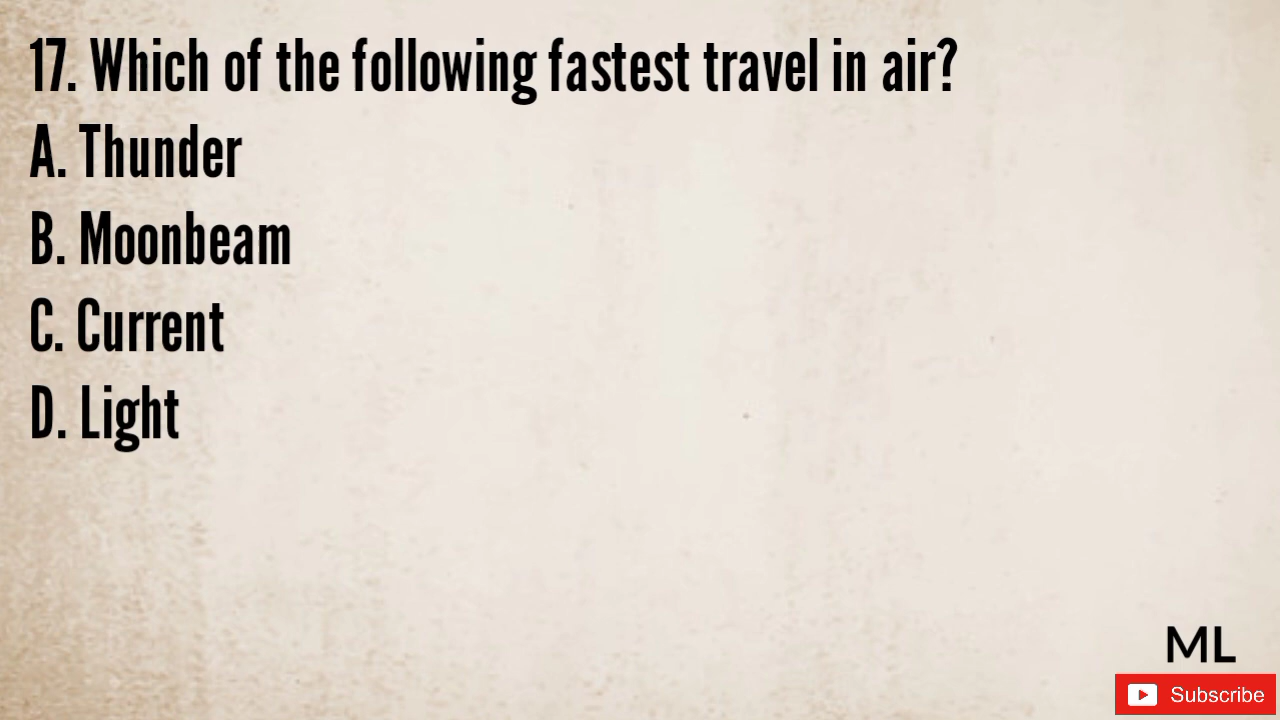 17. Which of the following fastest travel in air?
A. Thunder
B. Moonbeam
C. Current
D. Light
ML
Subscribe